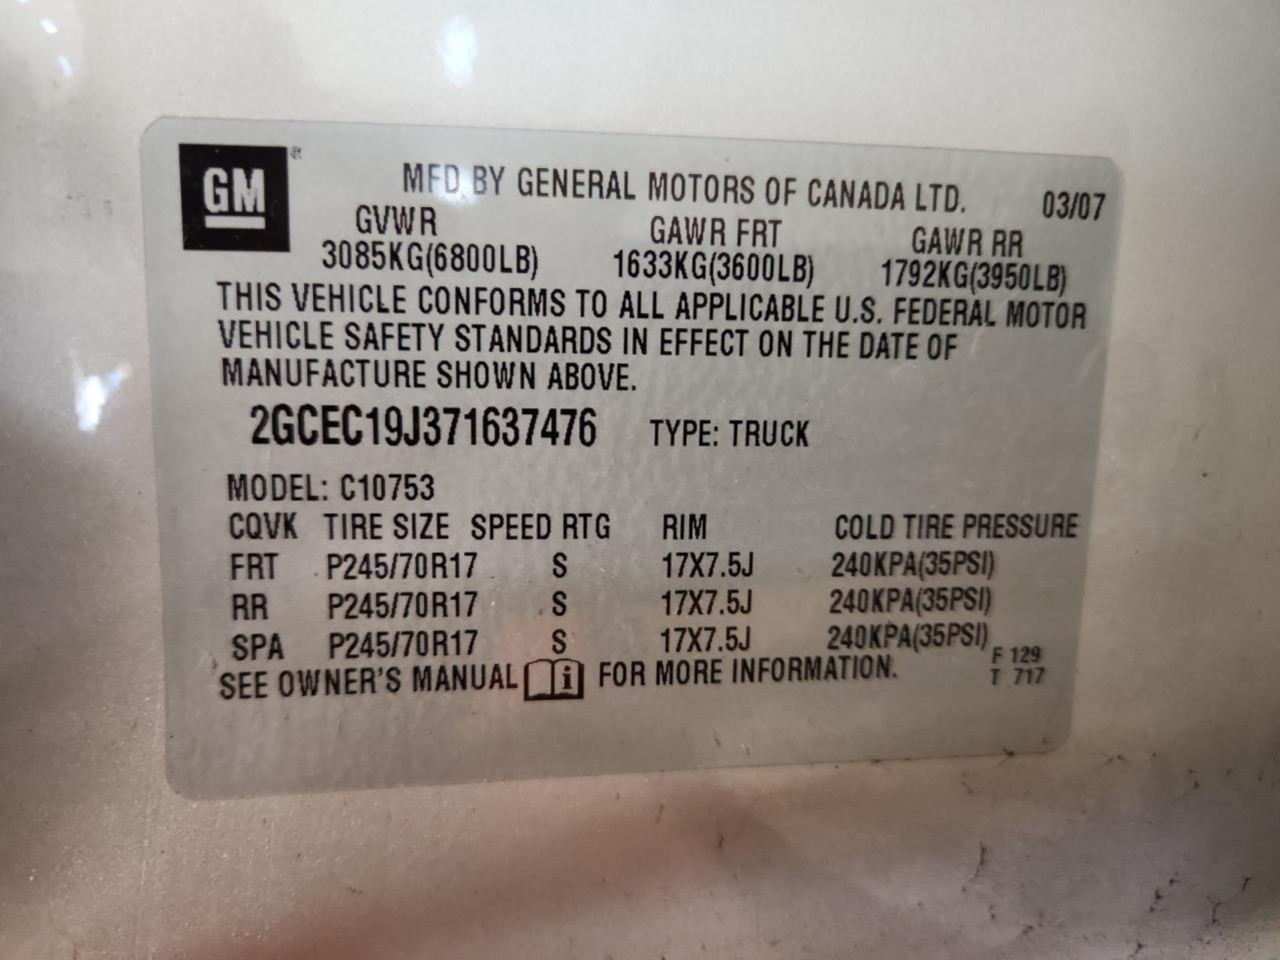 GM®
MFD BY GENERAL MOTORS OF CANADA LTD. 03/07
GVWR GAWR FRT GAWR RR
3085KG(6800LB) 1633KG(3600LB) 1792KG(3950LB)
THIS VEHICLE CONFORMS TO ALL APPLICABLE U.S. FEDERAL MOTOR
VEHICLE SAFETY STANDARDS IN EFFECT ON THE DATE OF
MANUFACTURE SHOWN ABOVE.
2GCEC19J371637476 TYPE: TRUCK
MODEL: C10753
CQVK TIRE SIZE SPEED RTG RIM COLD TIRE PRESSURE
FRT P245/70R17 S 17X7.5J 240KPA(35PSI)
RR P245/70R17 S 17X7.5J 240KPA(35PSI)
SPA P245/70R17 S 17X7.5J 240KPA(35PSI)
SEE OWNER'S MANUAL i FOR MORE INFORMATION.
F 129
T 717